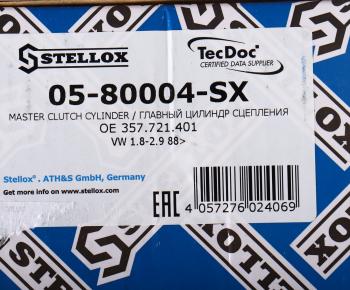 STELLOX
TecDoc
CERTIFIED DATA SUPPLIER
05-80004-SX
MASTER CLUTCH CYLINDER / ГЛАВНЫЙ ЦИЛИНДР СЦЕПЛЕНИЯ
OE 357.721.401
VW 1.8-2.9 88>
Stellox® . ATH&S GmbH, Germany
Get more info on www.stellox.com
EAC
4 057276 024069
STELLOX